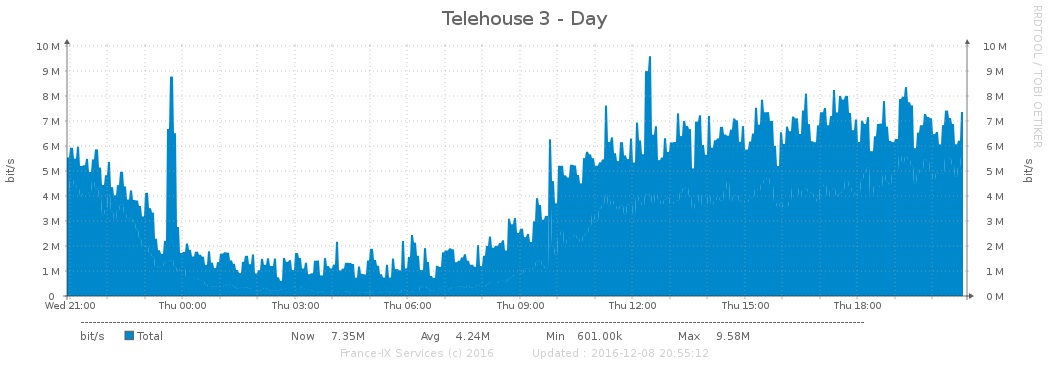 Telehouse 3 - Day
RRDTOOL / TOBI OETIKER
bit/s
bit/s
10 M 10 M
9 M 9 M
8 M 8 M
7 M 7 M
6 M 6 M
5 M 5 M
4 M 4 M
3 M 3 M
2 M 2 M
1 M 1 M
0 0 M
Wed 21:00 Thu 00:00 Thu 03:00 Thu 06:00 Thu 09:00 Thu 12:00 Thu 15:00 Thu 18:00
bit/s Total Now 7.35M Avg 4.24M Min 601.00k Max 9.58M
France-IX Services (c) 2016 Updated : 2016-12-08 20:55:12